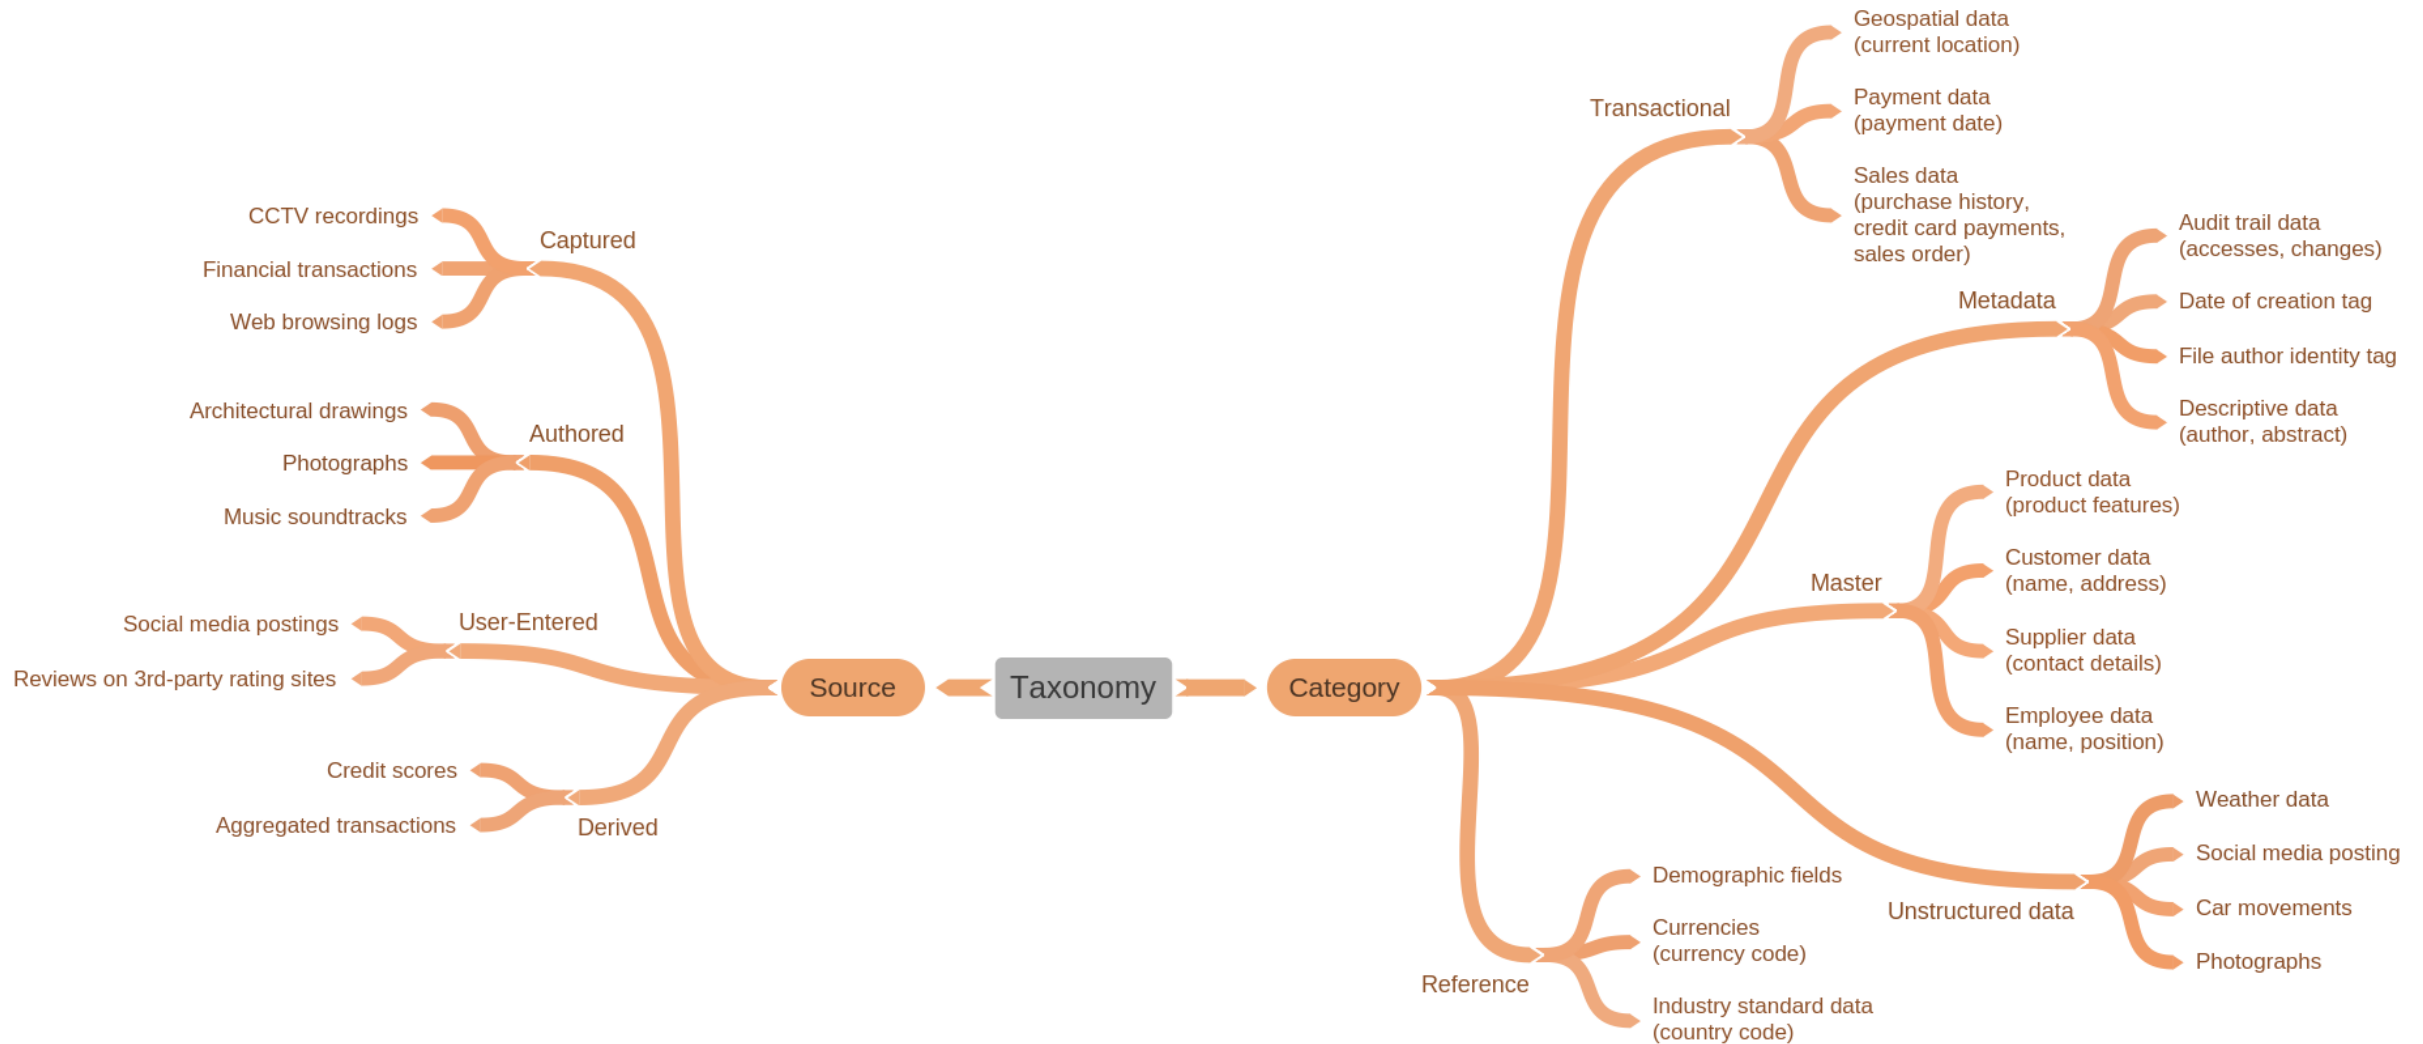 Taxonomy
Source
Captured
CCTV recordings
Financial transactions
Web browsing logs
Authored
Architectural drawings
Photographs
Music soundtracks
User-Entered
Social media postings
Reviews on 3rd-party rating sites
Derived
Credit scores
Aggregated transactions
Category
Transactional
Geospatial data
(current location)
Payment data
(payment date)
Sales data
(purchase history,
credit card payments,
sales order)
Metadata
Audit trail data
(accesses, changes)
Date of creation tag
File author identity tag
Descriptive data
(author, abstract)
Master
Product data
(product features)
Customer data
(name, address)
Supplier data
(contact details)
Employee data
(name, position)
Unstructured data
Weather data
Social media posting
Car movements
Photographs
Reference
Demographic fields
Currencies
(currency code)
Industry standard data
(country code)